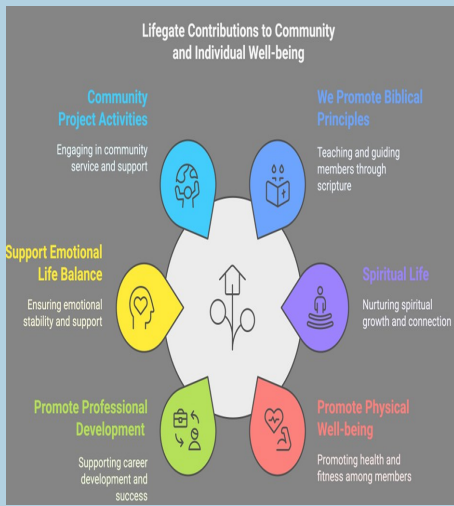 Lifegate Contributions to Community
and Individual Well-being
Community
Project Activities
Engaging in community
service and support
We Promote Biblical
Principles
Teaching and guiding
members through
scripture
Support Emotional
Life Balance
Ensuring emotional
stability and support
Spiritual Life
Nurturing spiritual
growth and connection
Promote Professional
Development
Supporting career
development and
success
Promote Physical
Well-being
Promoting health and
fitness among members